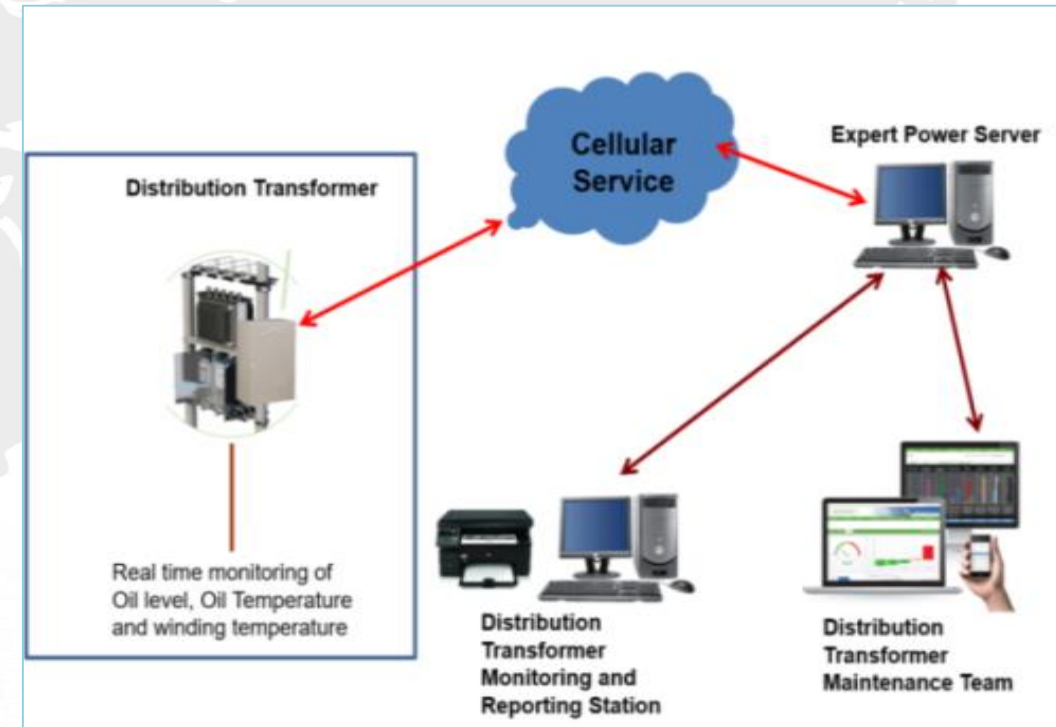 Cellular
Service
Expert Power Server
Distribution Transformer
Real time monitoring of
Oil level, Oil Temperature
and winding temperature
Distribution
Transformer
Monitoring and
Reporting Station
Distribution
Transformer
Maintenance Team